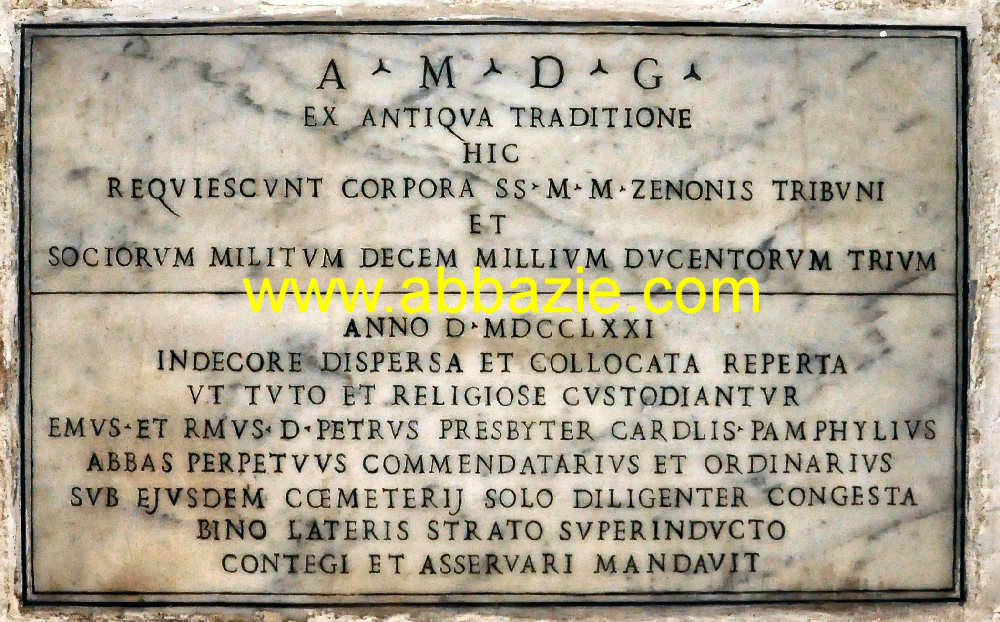 A ⋏ M ⋏ D ⋏ G ⋏
EX ANTIQVA TRADITIONE
HIC
REQVIESCVNT CORPORA SS·M·M·ZENONIS TRIBVNI
ET
SOCIORVM MILITVM DECEM MILLIVM DVCENTORVM TRIVM
www.abbazie.com
ANNO D·MDCCLXXI
INDECORE DISPERSA ET COLLOCATA REPERTA
VT TVTO ET RELIGIOSE CVSTODIANTVR
EMVS·ET RMVS·D·PETRVS PRESBYTER CARDLIS·PAMPHYLIVS
ABBAS PERPETVVS COMMENDATARIVS ET ORDINARIVS
SVB EJVSDEM CŒMETERIJ SOLO DILIGENTER CONGESTA
BINO LATERIS STRATO SVPERINDVCTO
CONTEGI ET ASSERVARI MANDAVIT